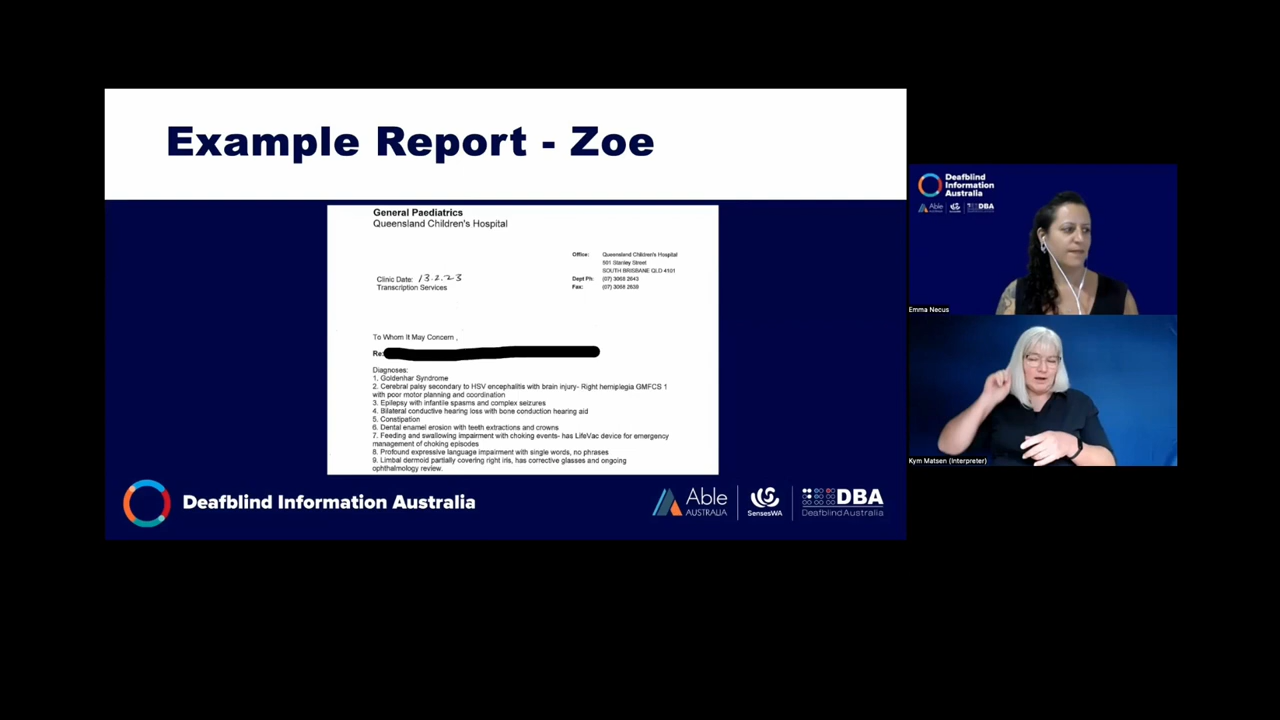 Example Report - Zoe
General Paediatrics
Queensland Children's Hospital
Office: Queensland Children's Hospital
501 Stanley Street
SOUTH BRISBANE QLD 4101
Dept Ph: (07) 3068 2643
Fax: (07) 3068 2639
Clinic Date: 13.2.23
Transcription Services
To Whom It May Concern ,
Re:
Diagnoses:
1. Goldenhar Syndrome
2. Cerebral palsy secondary to HSV encephalitis with brain injury- Right hemiplegia GMFCS 1
with poor motor planning and coordination
3. Epilepsy with infantile spasms and complex seizures
4. Bilateral conductive hearing loss with bone conduction hearing aid
5. Constipation
6. Dental enamel erosion with teeth extractions and crowns
7. Feeding and swallowing impairment with choking events- has LifeVac device for emergency
management of choking episodes
8. Profound expressive language impairment with single words, no phrases
9. Limbal dermoid partially covering right iris, has corrective glasses and ongoing
ophthalmology review.
Deafblind Information Australia
Able
AUSTRALIA
SensesWA
DBA
DeafblindAustralia
Deafblind
Information
Australia
Able
DBA
Emma Necus
Kym Matsen (Interpreter)